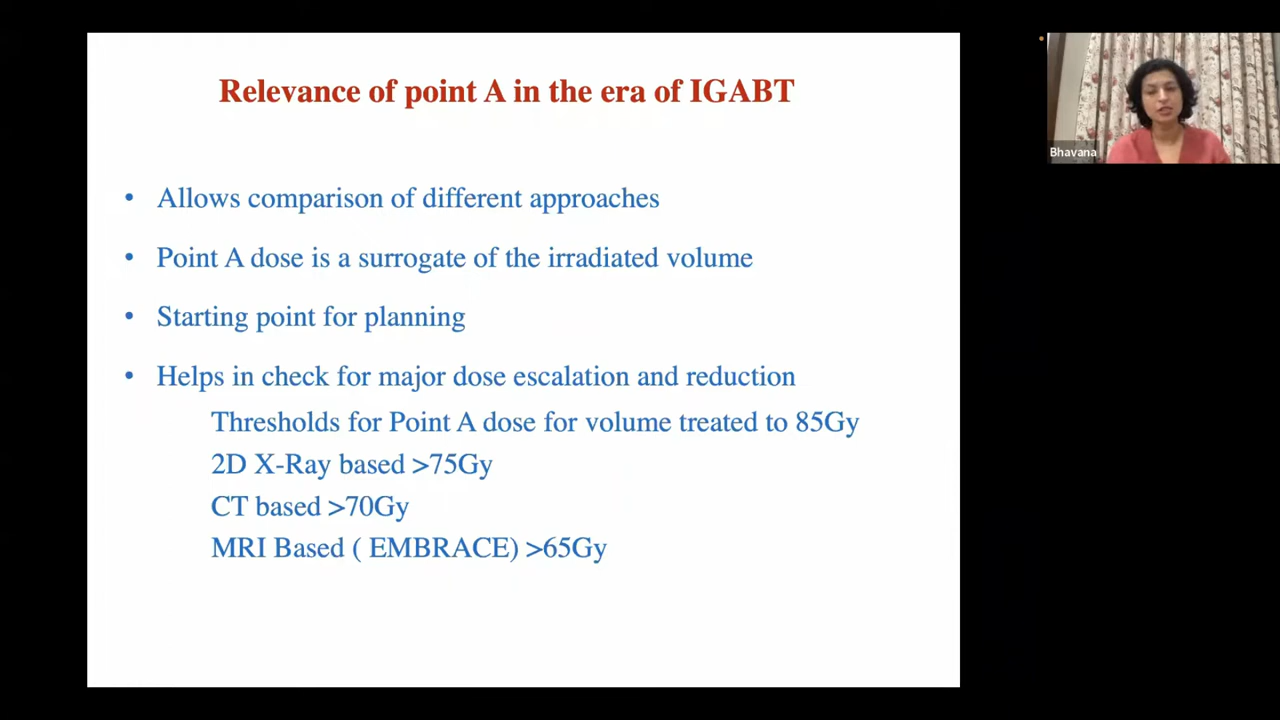 Relevance of point A in the era of IGABT
• Allows comparison of different approaches
• Point A dose is a surrogate of the irradiated volume
• Starting point for planning
• Helps in check for major dose escalation and reduction
Thresholds for Point A dose for volume treated to 85Gy
2D X-Ray based >75Gy
CT based >70Gy
MRI Based ( EMBRACE) >65Gy
Bhavana